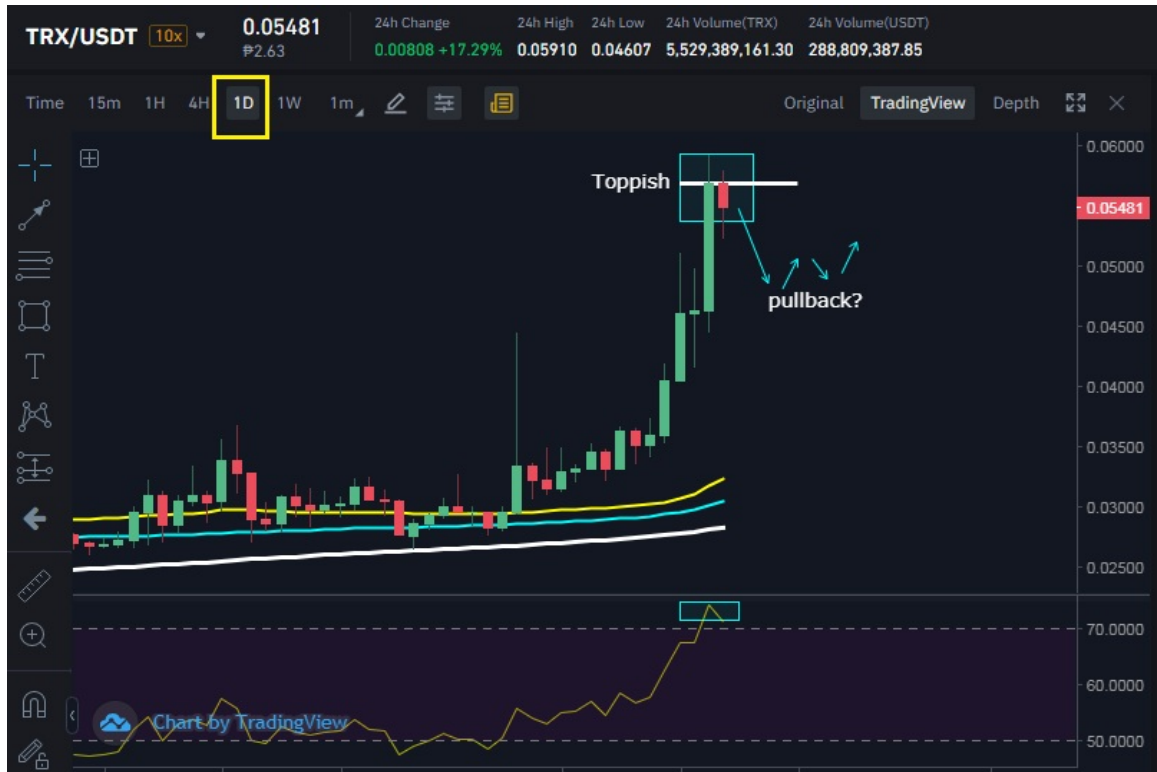 TRX/USDT 10x 0.05481 24h Change 24h High 24h Low 24h Volume(TRX) 24h Volume(USDT)
₱2.63 0.00808 +17.29% 0.05910 0.04607 5,529,389,161.30 288,809,387.85
Time 15m 1H 4H 1D 1W 1m Original TradingView Depth
0.06000
Toppish
0.05481
0.05000
pullback?
0.04500
0.04000
0.03500
0.03000
0.02500
70.0000
60.0000
Chart by TradingView
50.0000